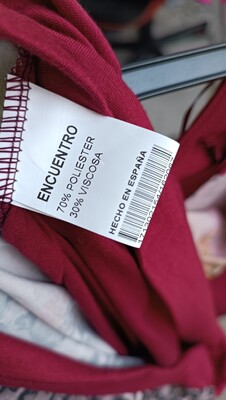 ENCUENTRO
70% POLIESTER
30% VISCOSA
HECHO EN ESPAÑA